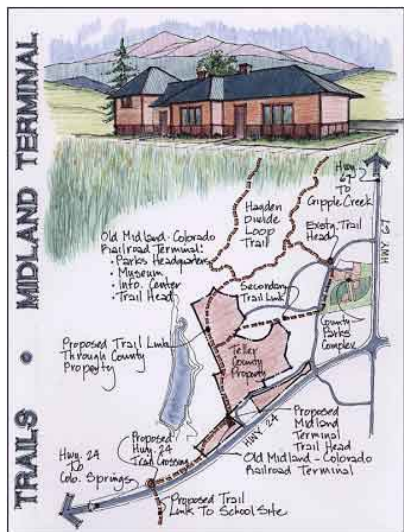 TRAILS • MIDLAND TERMINAL
Hwy.
67
To
Cripple Creek
HWY 67
Hayden
Divide
Loop
Trail
Existg. Trail
Head
Old Midland-Colorado
Railroad Terminal:
• Parks Headquarters
• Museum
• Info. Center
• Trail Head
Secondary
Trail Link
County
Parks
Complex
Proposed Trail Link
Through County
Property
Teller
County
Property
HWY 24
Proposed
Midland
Terminal
Trail Head
Proposed
Hwy. 24
Trail Crossing
Old Midland-Colorado
Railroad Terminal
Hwy. 24
To
Colo. Springs
Proposed Trail
Link To School Site